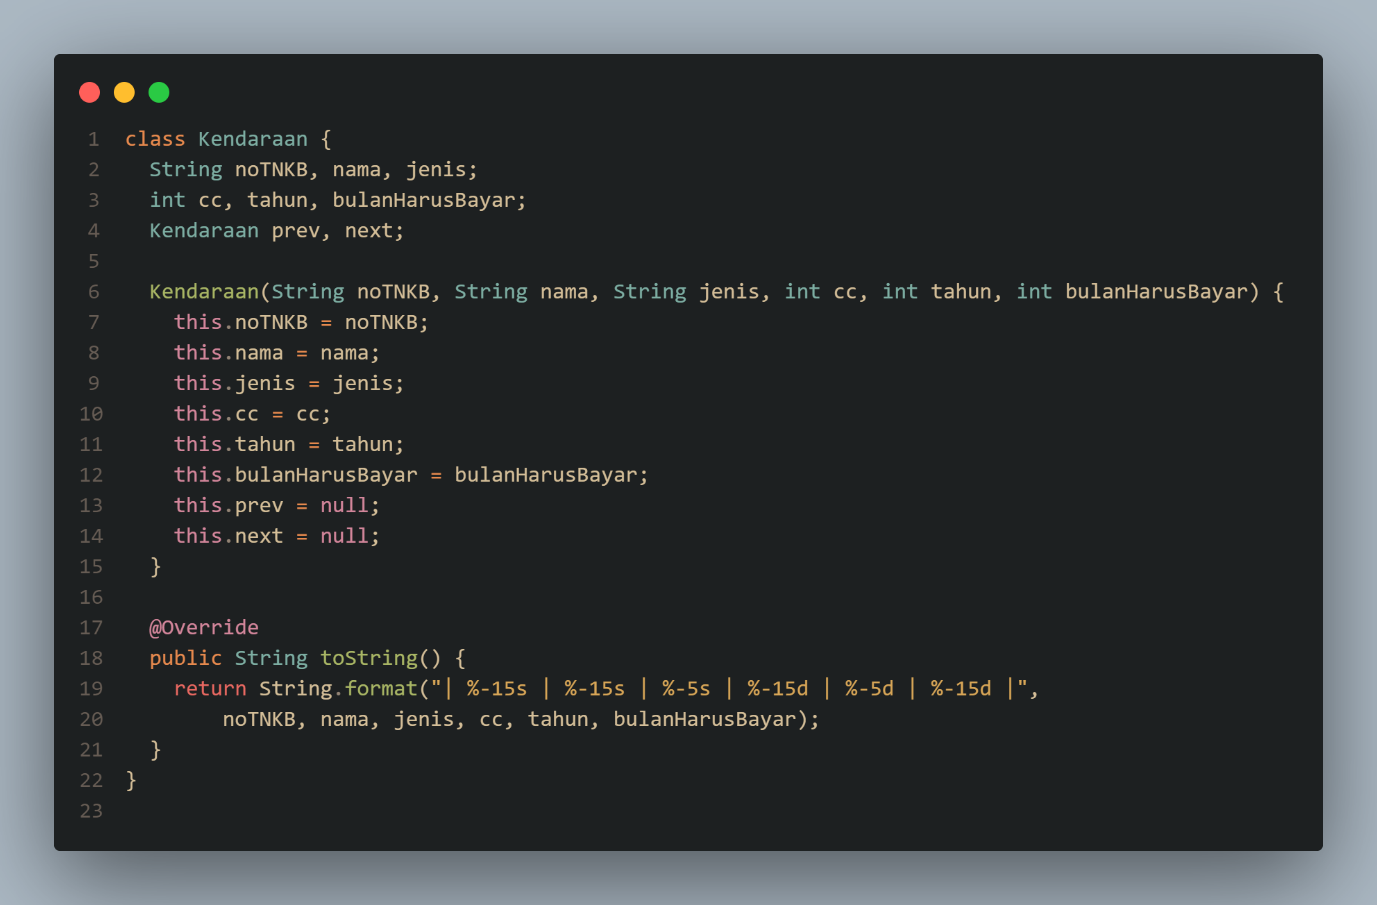 1 class Kendaraan {
2   String noTNKB, nama, jenis;
3   int cc, tahun, bulanHarusBayar;
4   Kendaraan prev, next;
5
6   Kendaraan(String noTNKB, String nama, String jenis, int cc, int tahun, int bulanHarusBayar) {
7     this.noTNKB = noTNKB;
8     this.nama = nama;
9     this.jenis = jenis;
10     this.cc = cc;
11     this.tahun = tahun;
12     this.bulanHarusBayar = bulanHarusBayar;
13     this.prev = null;
14     this.next = null;
15   }
16
17   @Override
18   public String toString() {
19     return String.format("| %-15s | %-15s | %-5s | %-15d | %-5d | %-15d |",
20         noTNKB, nama, jenis, cc, tahun, bulanHarusBayar);
21   }
22 }
23